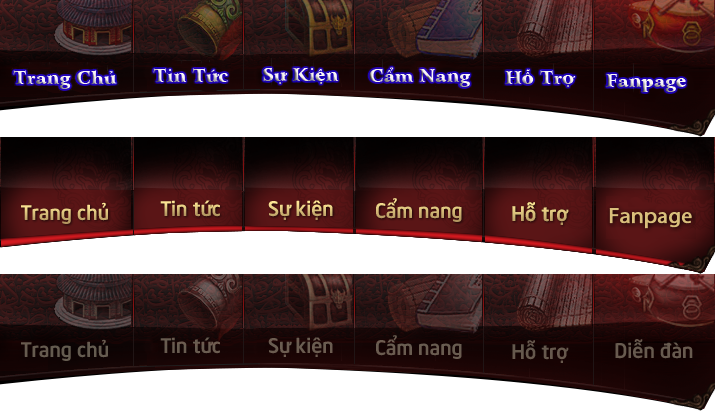 Trang Chủ Tin Tức Sự Kiện Cẩm Nang Hỗ Trợ Fanpage
Trang chủ Tin tức Sự kiện Cẩm nang Hỗ trợ Fanpage
Trang chủ Tin tức Sự kiện Cẩm nang Hỗ trợ Diễn đàn